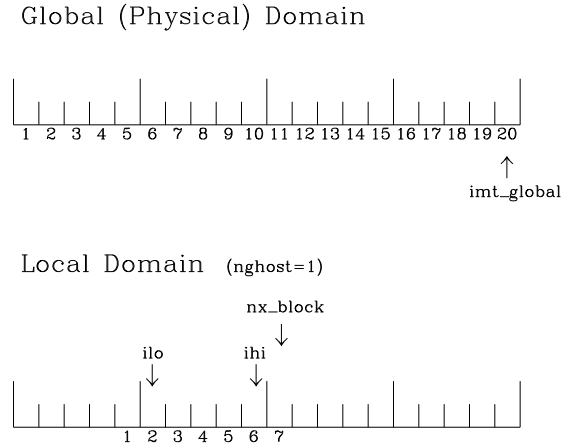 Global (Physical) Domain
1 2 3 4 5 6 7 8 9 10 11 12 13 14 15 16 17 18 19 20
imt_global
Local Domain (nghost=1)
nx_block
ilo ihi
1 2 3 4 5 6 7